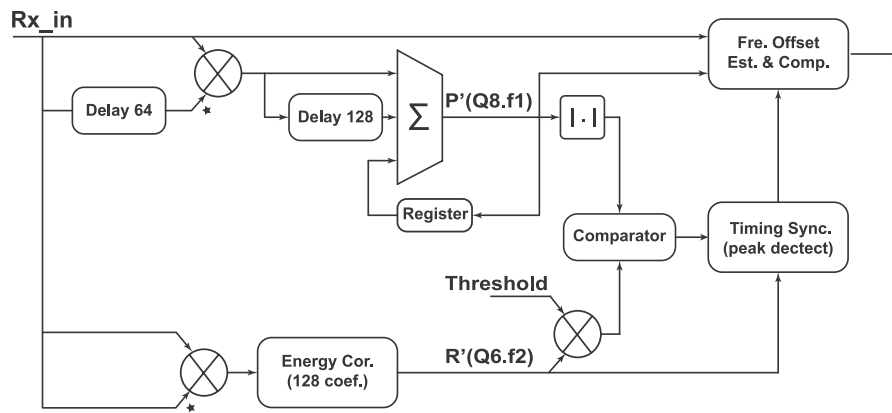 Rx_in
Fre. Offset
Est. & Comp.
Delay 64
Delay 128
Σ
P'(Q8.f1)
| · |
Register
Comparator
Timing Sync.
(peak dectect)
Threshold
Energy Cor.
(128 coef.)
R'(Q6.f2)